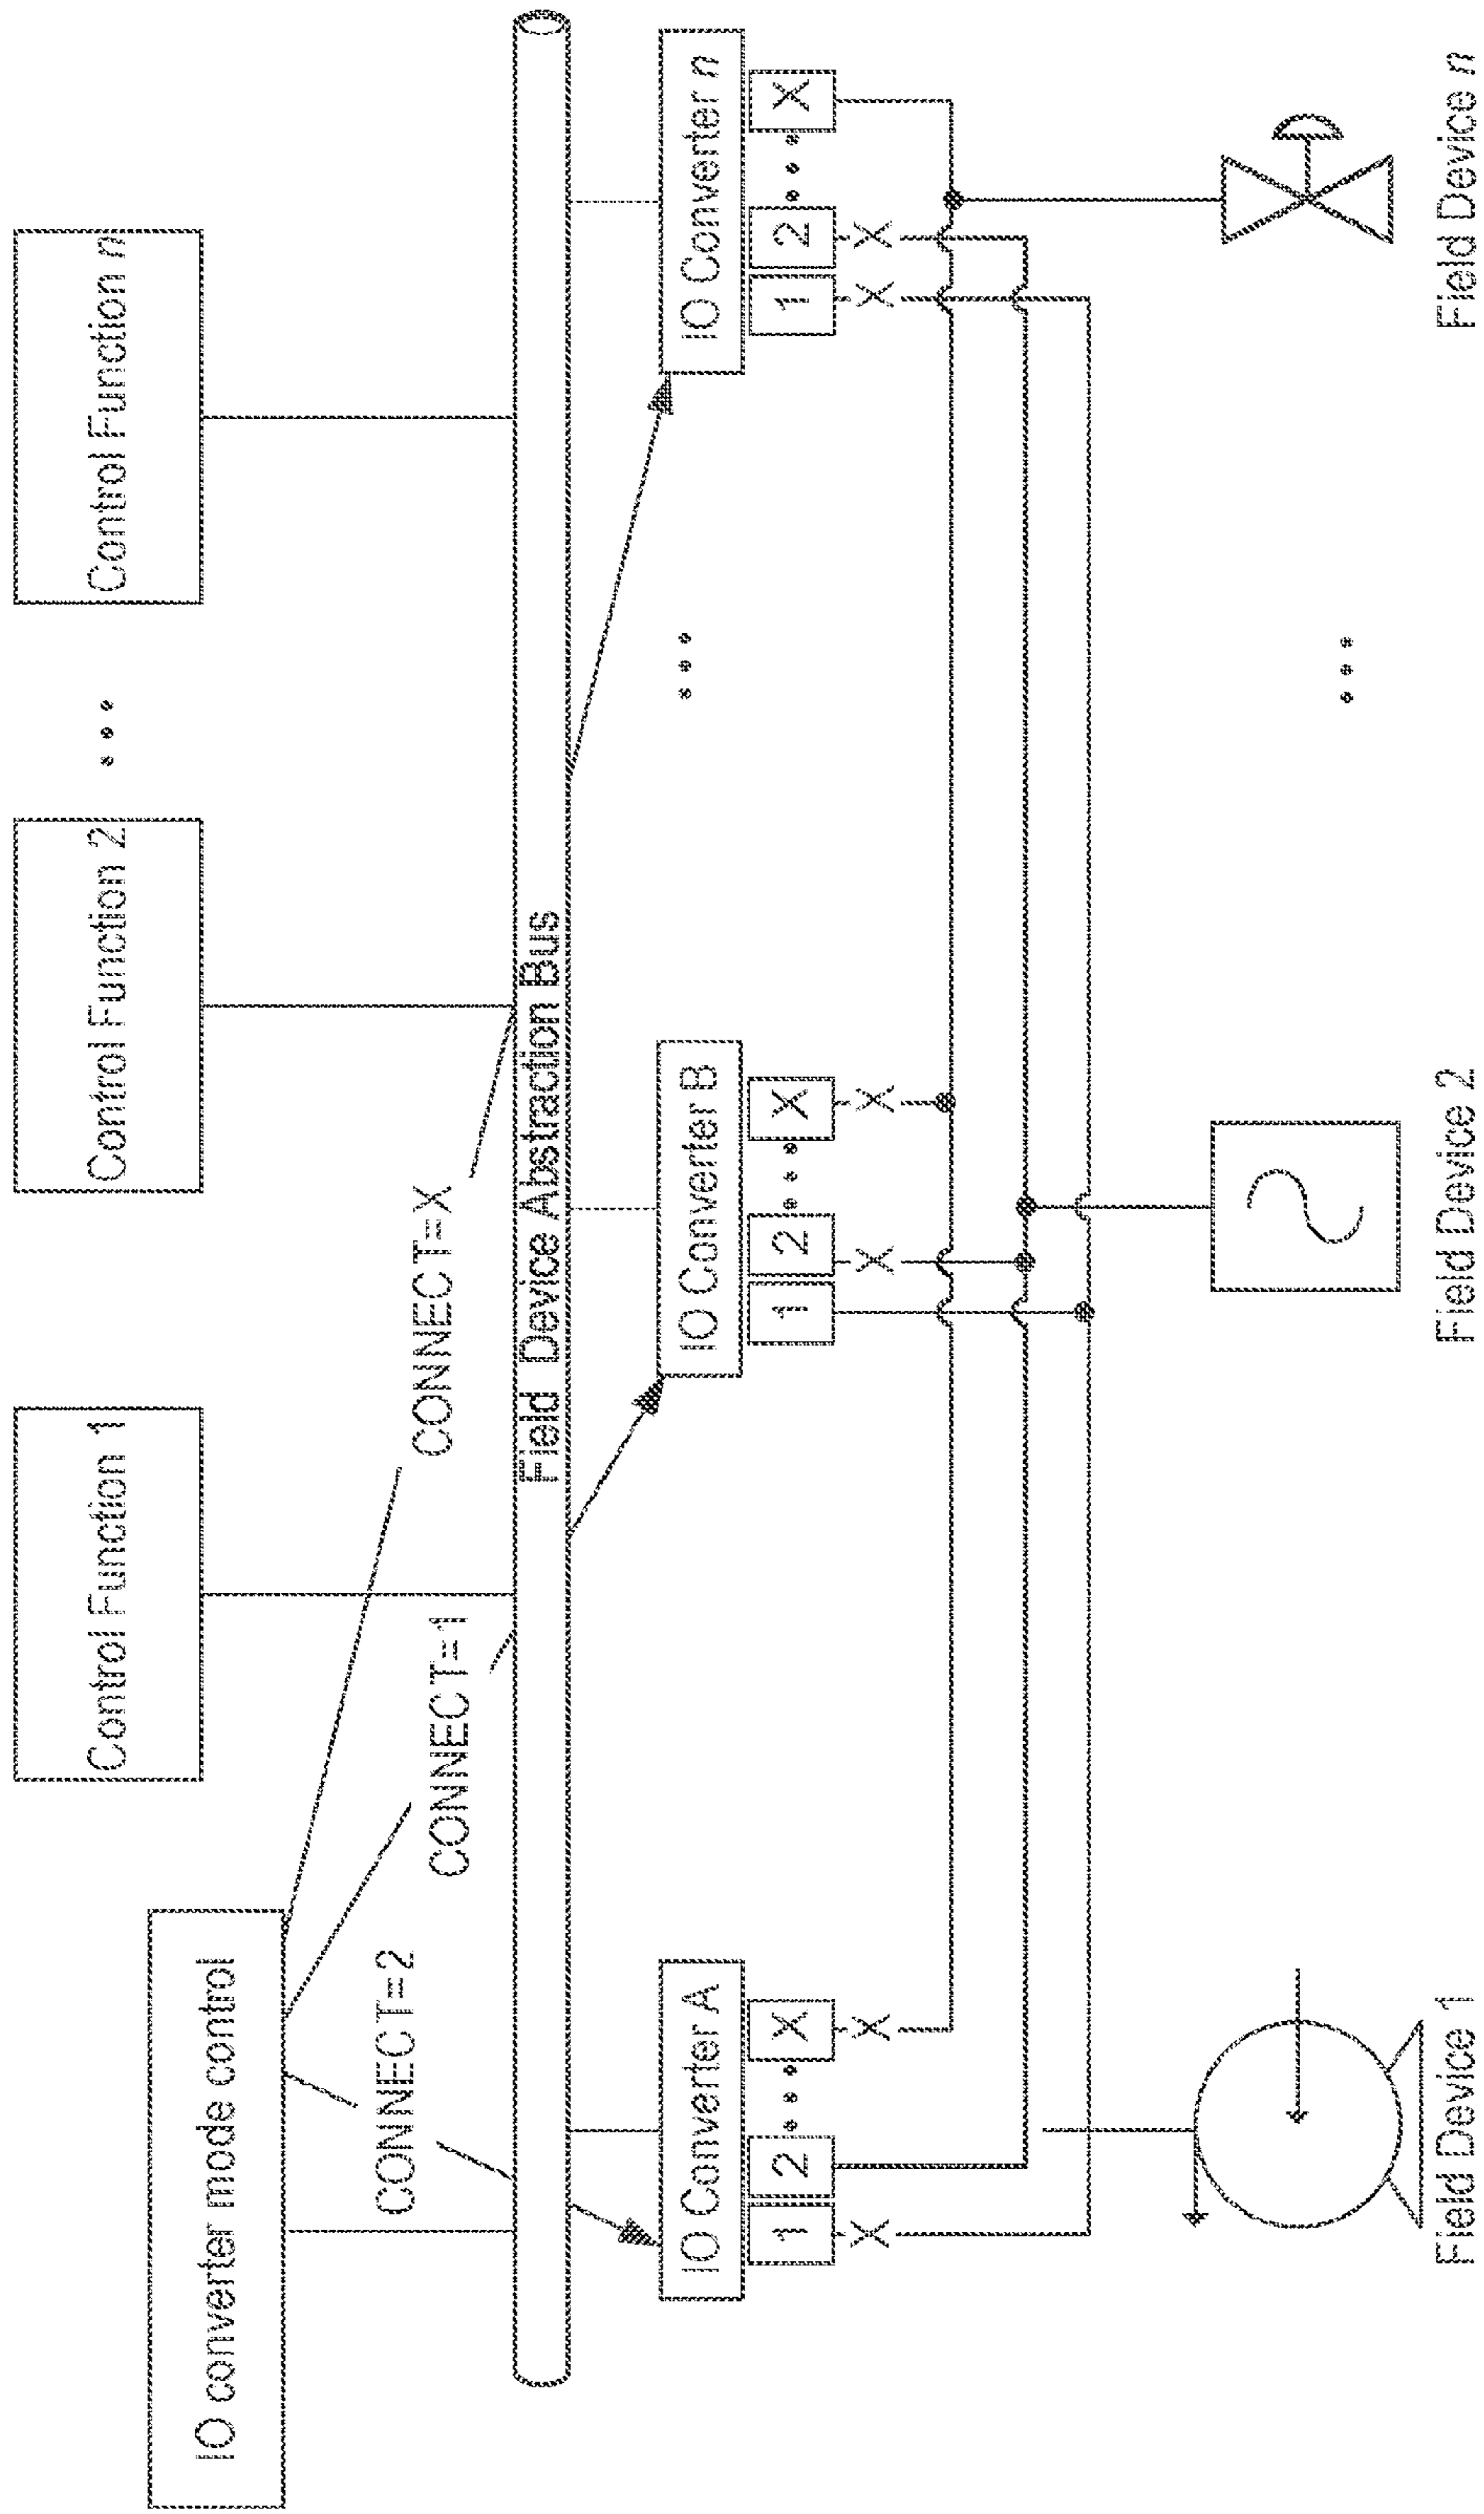 IO converter mode control
Control Function 1
Control Function 2
Control Function n
CONNECT=2
CONNECT=1
CONNECT=X
Field Device Abstraction Bus
IO Converter A
1
2
X
X
X
IO Converter B
1
2
X
X
X
IO Converter n
1
2
X
X
X
Field Device 1
Field Device 2
Field Device n